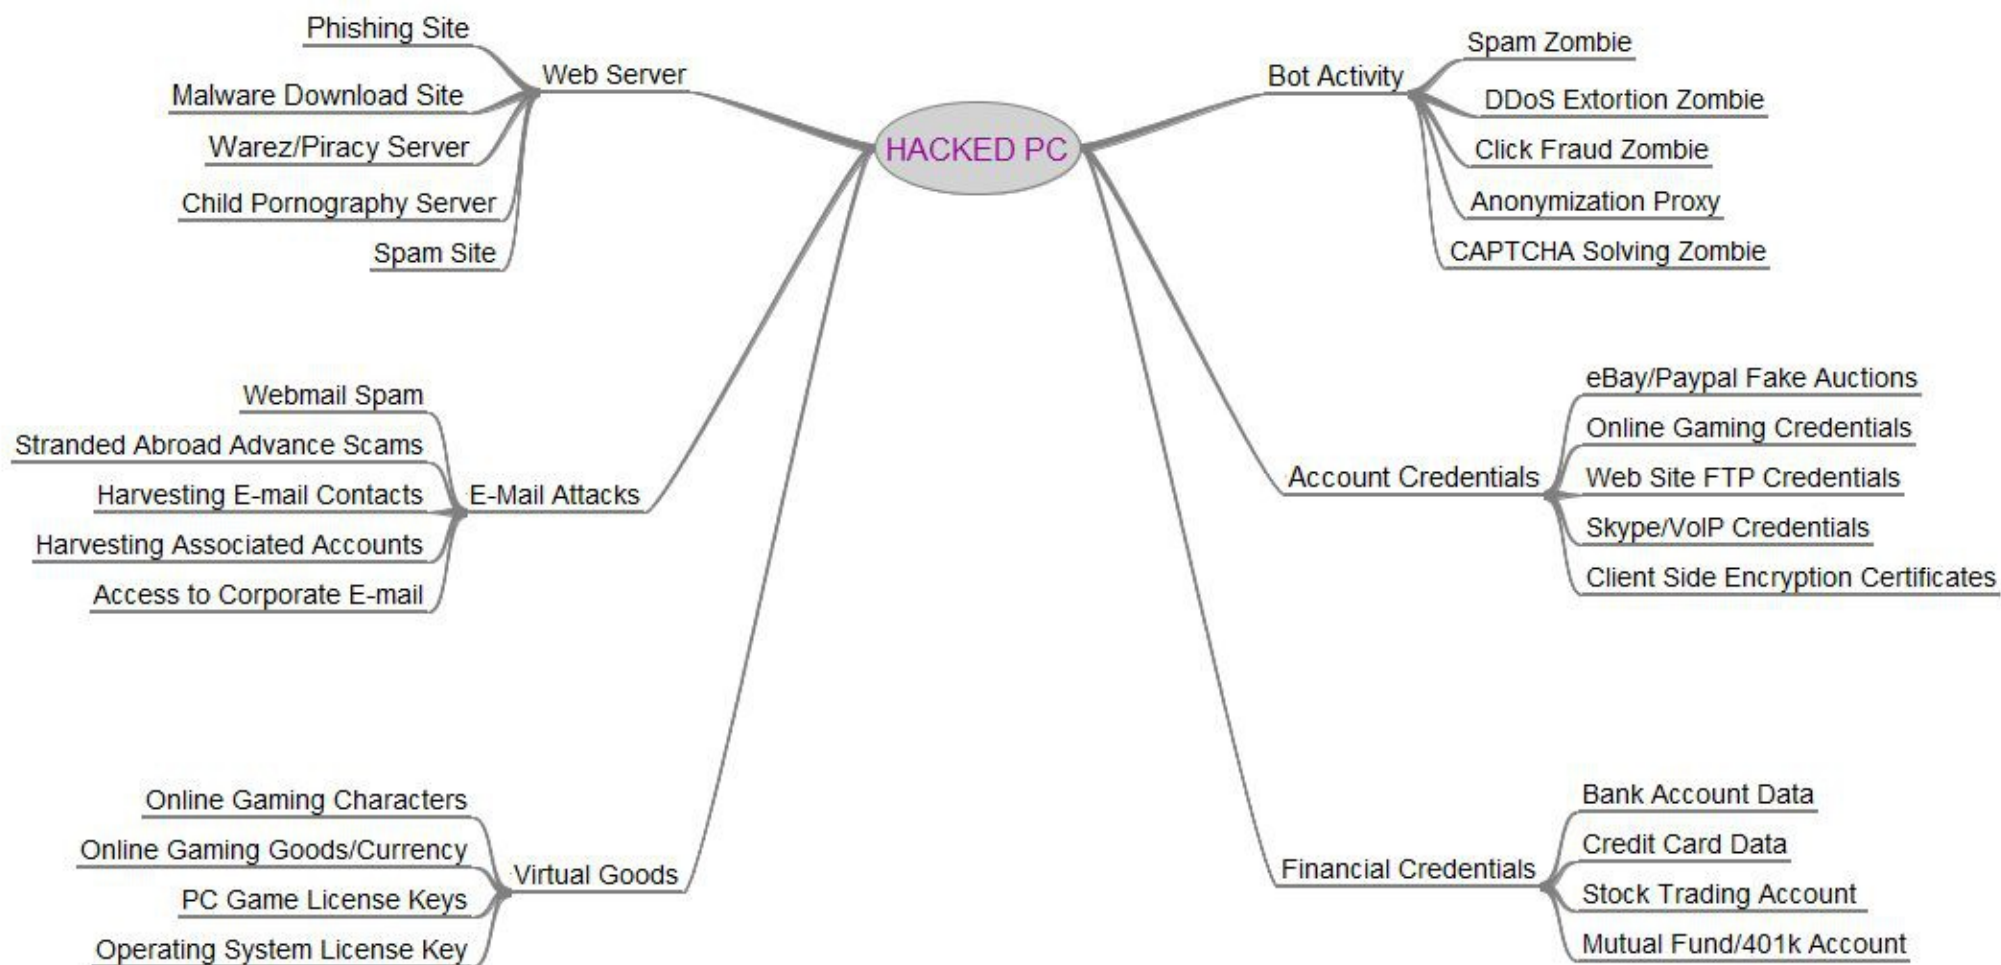 HACKED PC
Web Server
Phishing Site
Malware Download Site
Warez/Piracy Server
Child Pornography Server
Spam Site
E-Mail Attacks
Webmail Spam
Stranded Abroad Advance Scams
Harvesting E-mail Contacts
Harvesting Associated Accounts
Access to Corporate E-mail
Virtual Goods
Online Gaming Characters
Online Gaming Goods/Currency
PC Game License Keys
Operating System License Key
Bot Activity
Spam Zombie
DDoS Extortion Zombie
Click Fraud Zombie
Anonymization Proxy
CAPTCHA Solving Zombie
Account Credentials
eBay/Paypal Fake Auctions
Online Gaming Credentials
Web Site FTP Credentials
Skype/VoIP Credentials
Client Side Encryption Certificates
Financial Credentials
Bank Account Data
Credit Card Data
Stock Trading Account
Mutual Fund/401k Account